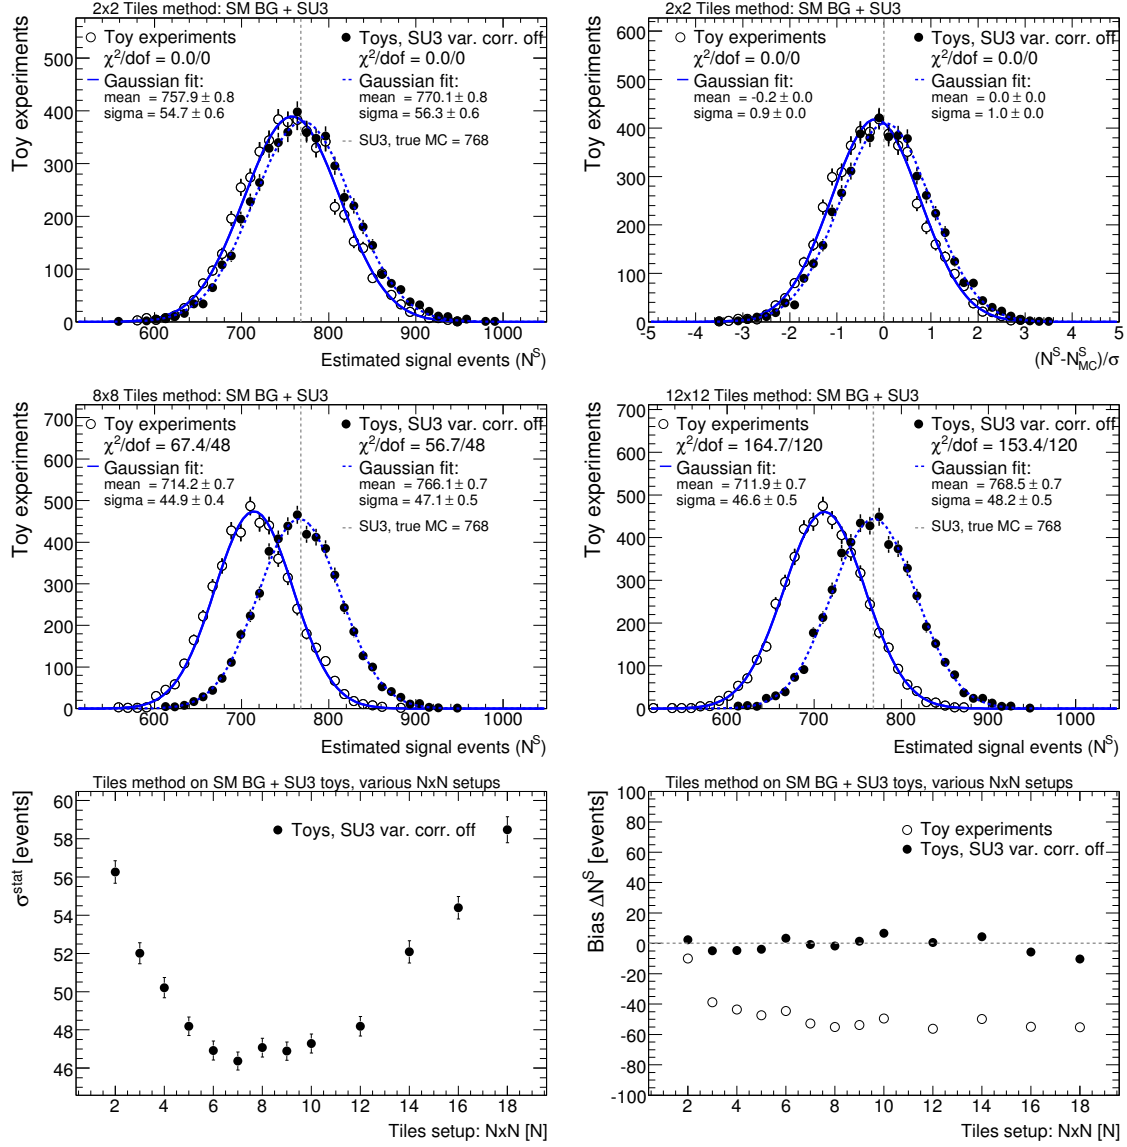 2x2 Tiles method: SM BG + SU3
Toy experiments
Toy experiments
χ²/dof = 0.0/0
Gaussian fit:
mean = 757.9 ± 0.8
sigma = 54.7 ± 0.6
Toys, SU3 var. corr. off
χ²/dof = 0.0/0
Gaussian fit:
mean = 770.1 ± 0.8
sigma = 56.3 ± 0.6
SU3, true MC = 768
0
100
200
300
400
500
600
700
800
900
1000
Estimated signal events (N^S)
2x2 Tiles method: SM BG + SU3
Toy experiments
Toy experiments
χ²/dof = 0.0/0
Gaussian fit:
mean = -0.2 ± 0.0
sigma = 0.9 ± 0.0
Toys, SU3 var. corr. off
χ²/dof = 0.0/0
Gaussian fit:
mean = 0.0 ± 0.0
sigma = 1.0 ± 0.0
0
100
200
300
400
500
600
-5 -4 -3 -2 -1 0 1 2 3 4 5
(N^S-N^S_MC)/σ
8x8 Tiles method: SM BG + SU3
Toy experiments
Toy experiments
χ²/dof = 67.4/48
Gaussian fit:
mean = 714.2 ± 0.7
sigma = 44.9 ± 0.4
Toys, SU3 var. corr. off
χ²/dof = 56.7/48
Gaussian fit:
mean = 766.1 ± 0.7
sigma = 47.1 ± 0.5
SU3, true MC = 768
0
100
200
300
400
500
600
700
600 700 800 900 1000
Estimated signal events (N^S)
12x12 Tiles method: SM BG + SU3
Toy experiments
Toy experiments
χ²/dof = 164.7/120
Gaussian fit:
mean = 711.9 ± 0.7
sigma = 46.6 ± 0.5
Toys, SU3 var. corr. off
χ²/dof = 153.4/120
Gaussian fit:
mean = 768.5 ± 0.7
sigma = 48.2 ± 0.5
SU3, true MC = 768
0
100
200
300
400
500
600
700
600 700 800 900 1000
Estimated signal events (N^S)
Tiles method on SM BG + SU3 toys, various NxN setups
σ^stat [events]
Toys, SU3 var. corr. off
60
58
56
54
52
50
48
46
2 4 6 8 10 12 14 16 18
Tiles setup: NxN [N]
Tiles method on SM BG + SU3 toys, various NxN setups
Bias ΔN^S [events]
Toy experiments
Toys, SU3 var. corr. off
100
80
60
40
20
0
-20
-40
-60
-80
-100
2 4 6 8 10 12 14 16 18
Tiles setup: NxN [N]